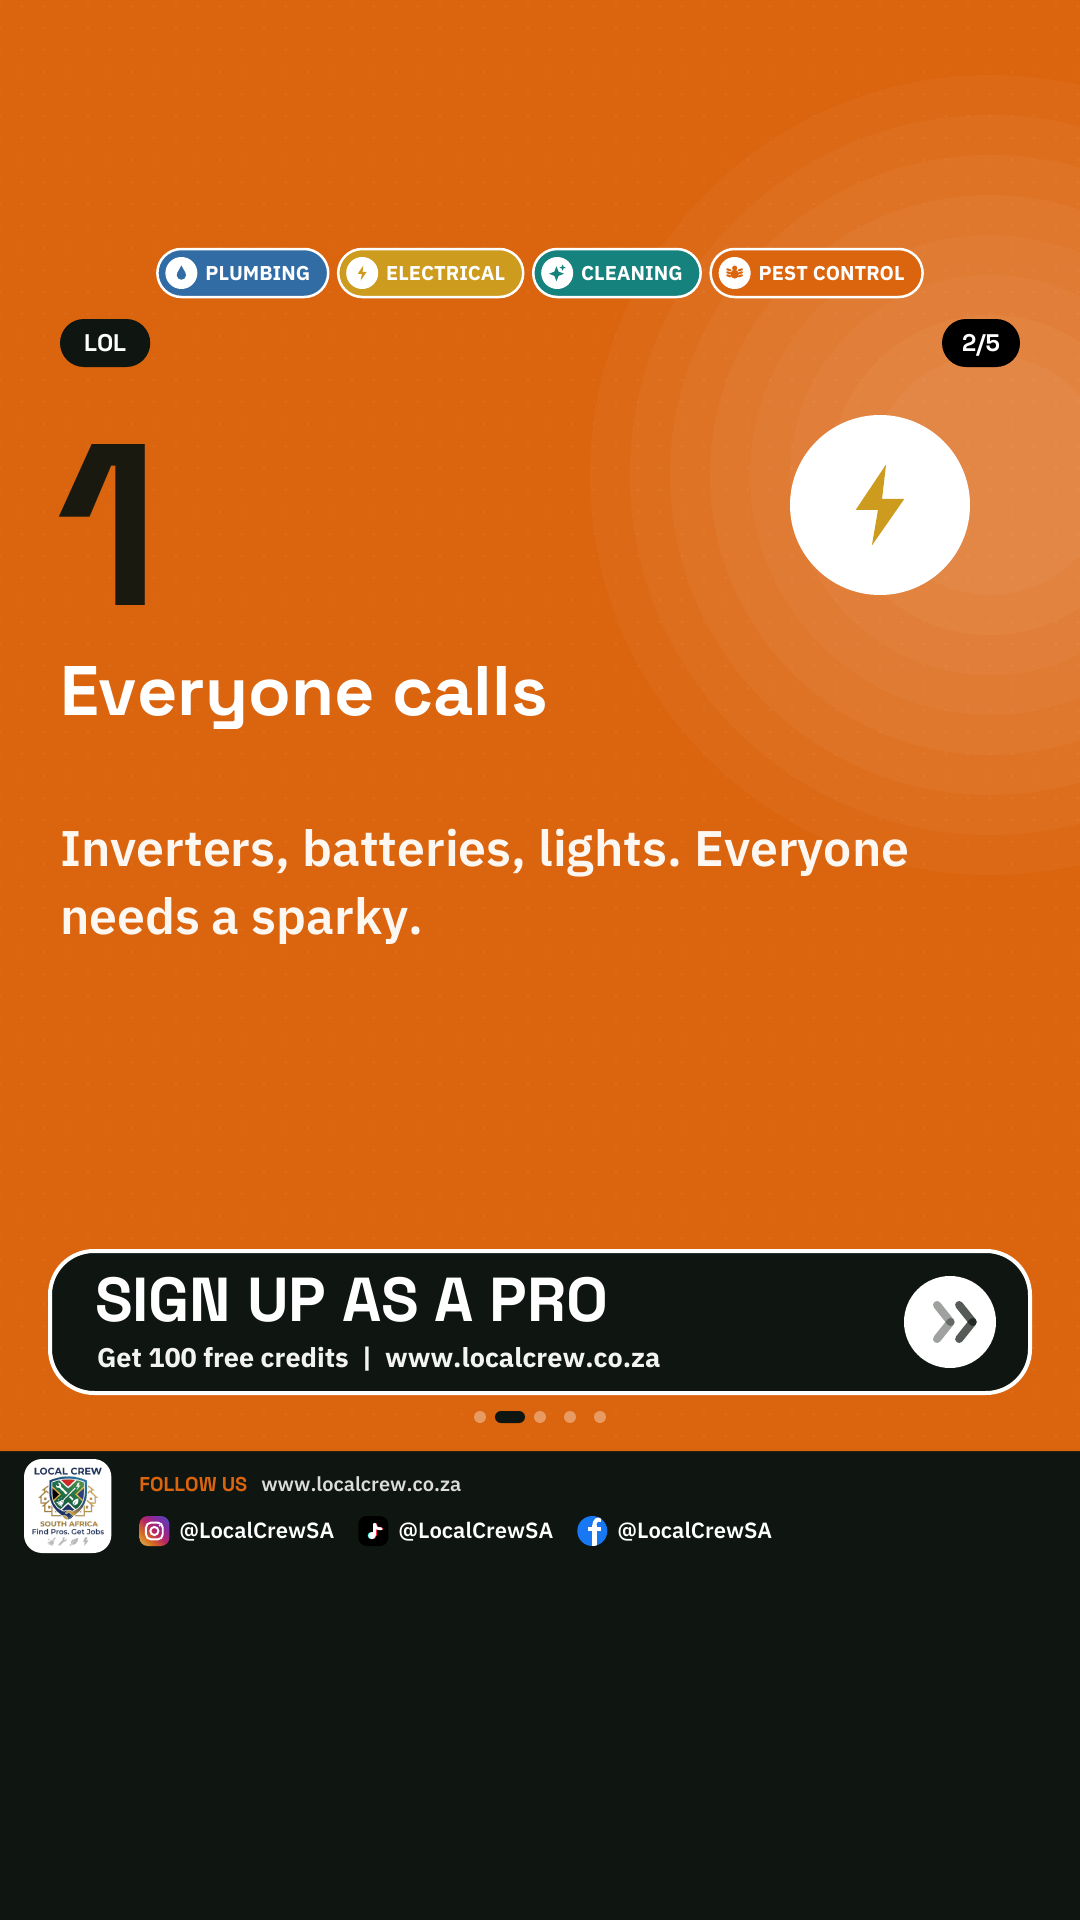 PLUMBING
ELECTRICAL
CLEANING
PEST CONTROL
LOL
2/5
1
Everyone calls
Inverters, batteries, lights. Everyone
needs a sparky.
SIGN UP AS A PRO
Get 100 free credits | www.localcrew.co.za
LOCAL CREW
SOUTH AFRICA
Find Pros. Get Jobs
FOLLOW US www.localcrew.co.za
@LocalCrewSA @LocalCrewSA @LocalCrewSA